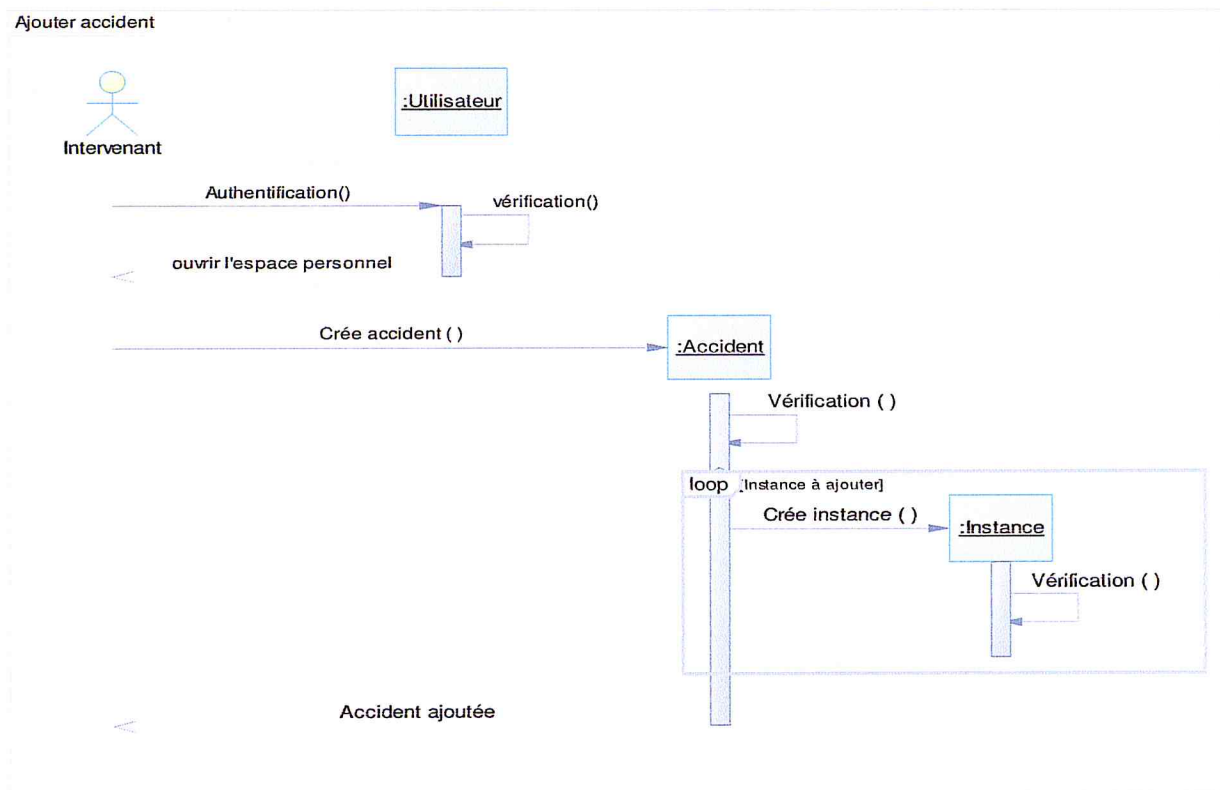 Ajouter accident
:Utilisateur
Intervenant
Authentification()
vérification()
ouvrir l'espace personnel
Crée accident ( )
:Accident
Vérification ( )
loop [Instance à ajouter]
Crée instance ( )
:Instance
Vérification ( )
Accident ajoutée